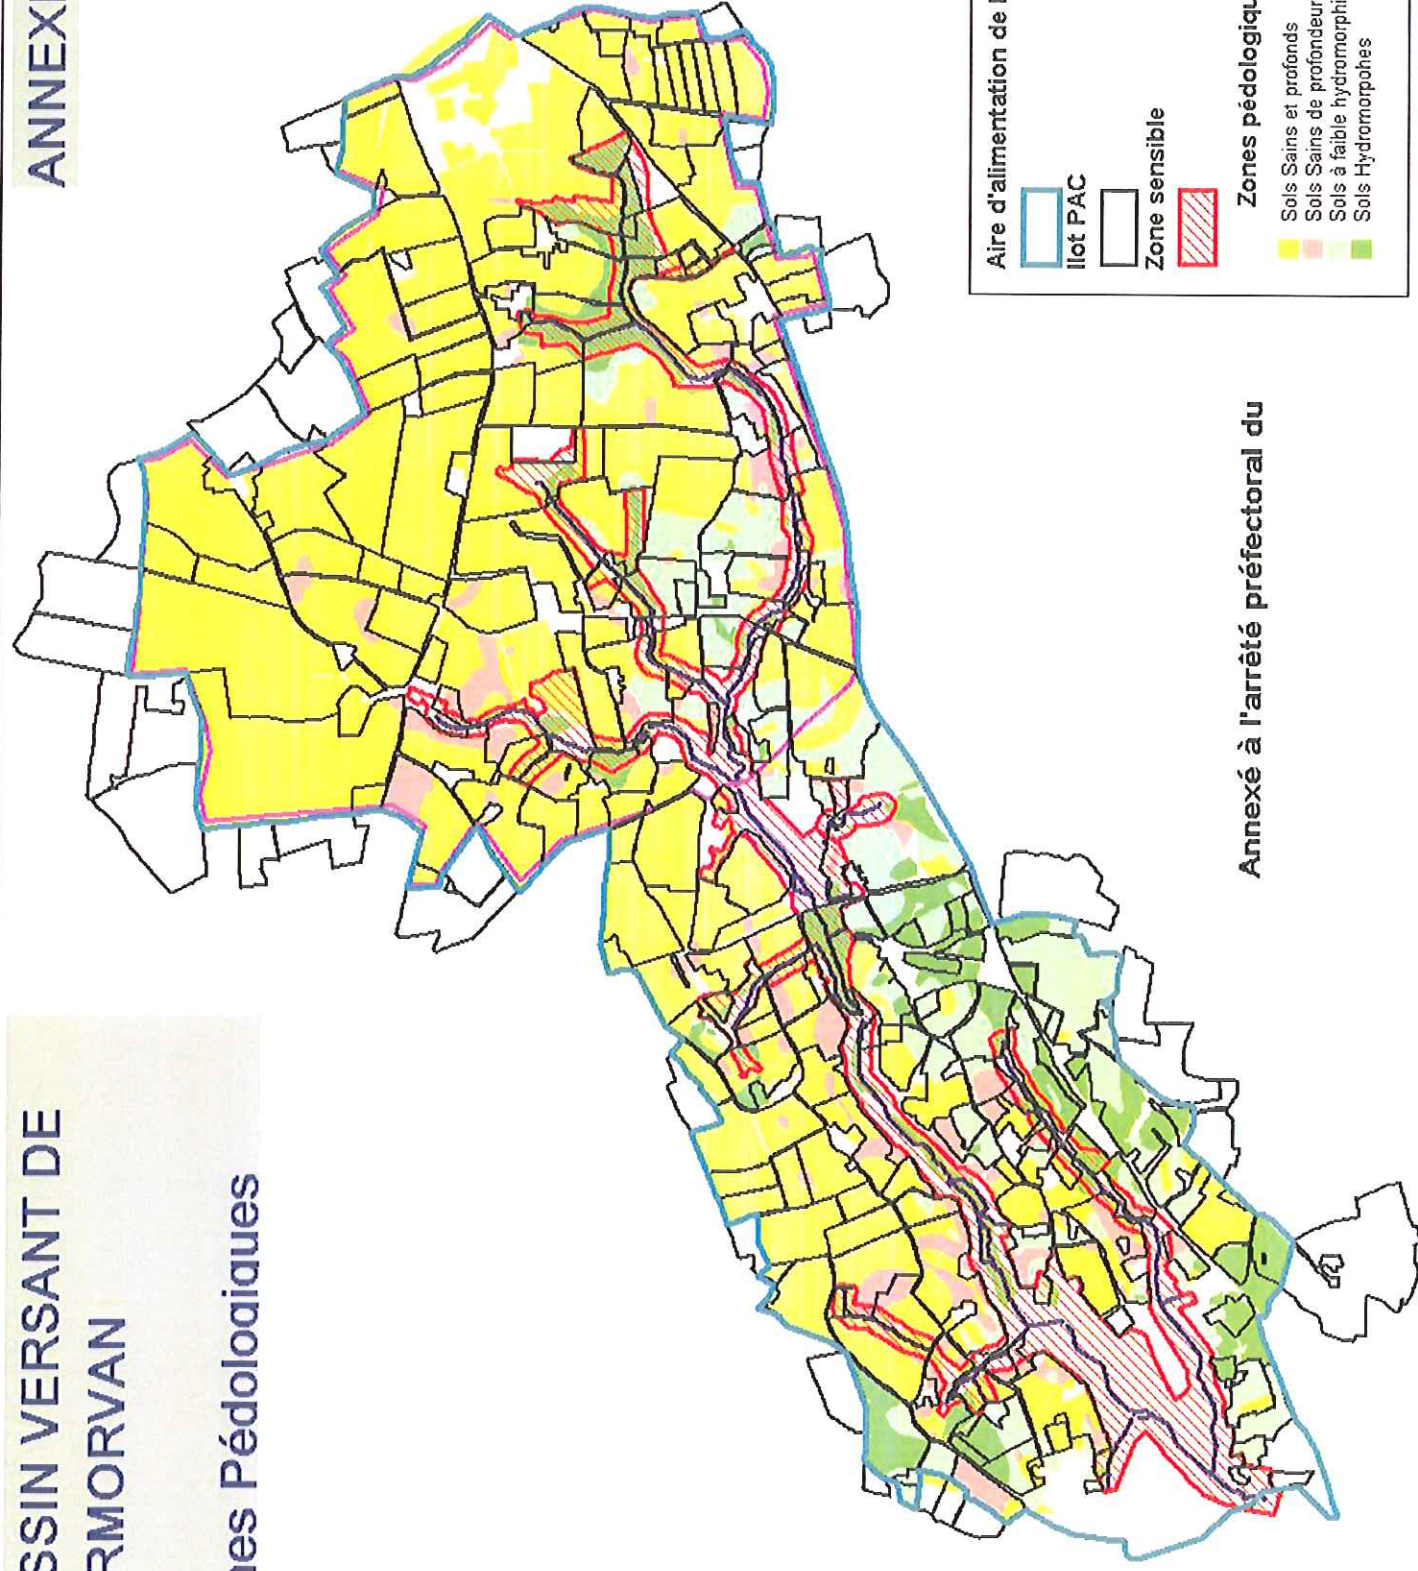 SSIN VERSANT DE
RMORVAN
nes Pédologiques
ANNEX
Aire d'alimentation de l
Ilot PAC
Zone sensible
Zones pédologiqu
Sols Sains et profonds
Sols Sains de profondeur
Sols à faible hydromorphi
Sols Hydromorpohes
Annexé à l'arrêté préfectoral du